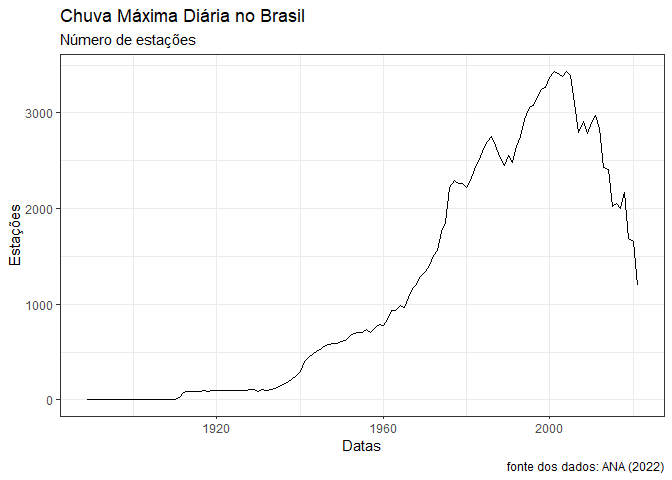 Chuva Máxima Diária no Brasil
Número de estações
3000
2000
1000
0
Estações
1920
1960
2000
Datas
fonte dos dados: ANA (2022)